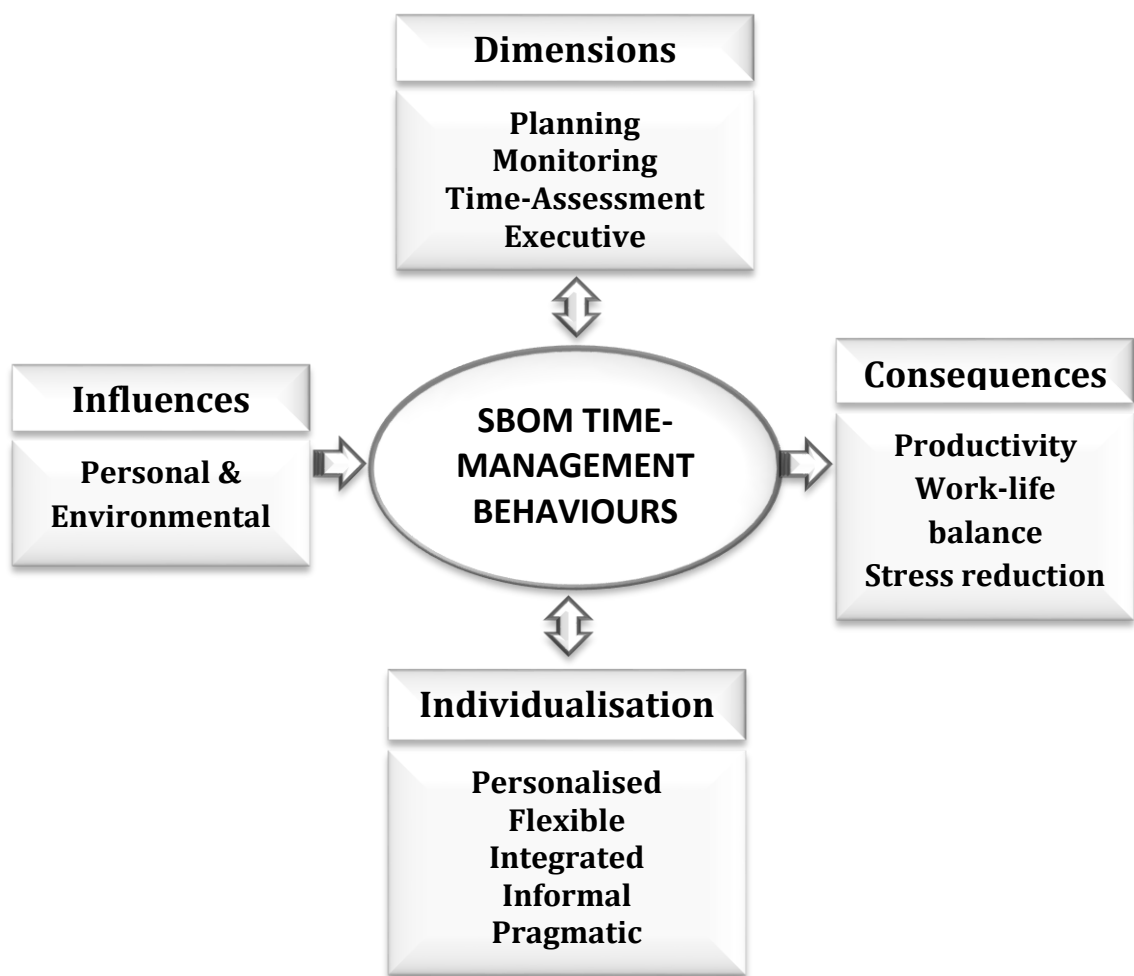 Dimensions
Planning
Monitoring
Time-Assessment
Executive
Influences
Personal &
Environmental
SBOM TIME-
MANAGEMENT
BEHAVIOURS
Consequences
Productivity
Work-life
balance
Stress reduction
Individualisation
Personalised
Flexible
Integrated
Informal
Pragmatic